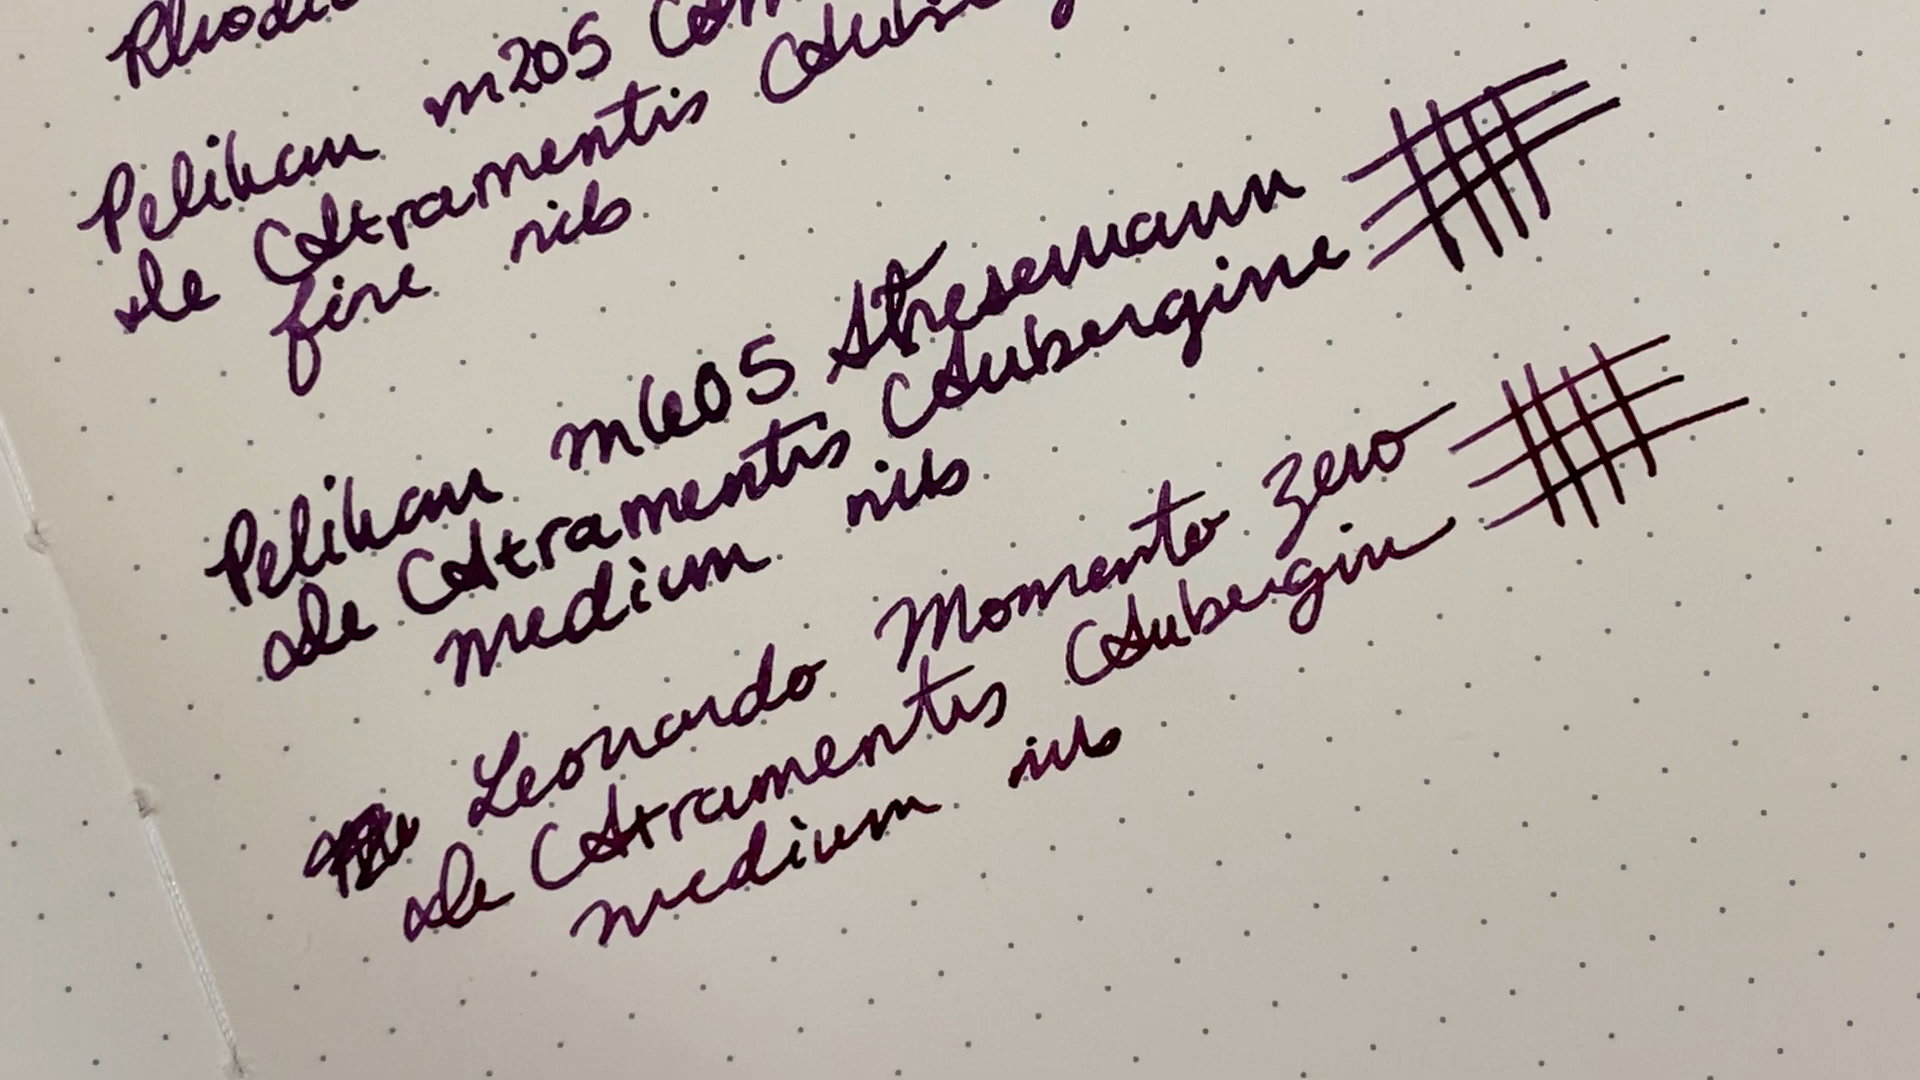 Pelikan m205
De Atramentis
fine nib
Pelikan m605 Stresemann
De Atramentis Aubergine
medium nib
Leonardo Momento Zero
De Atramentis Aubergin
medium nib